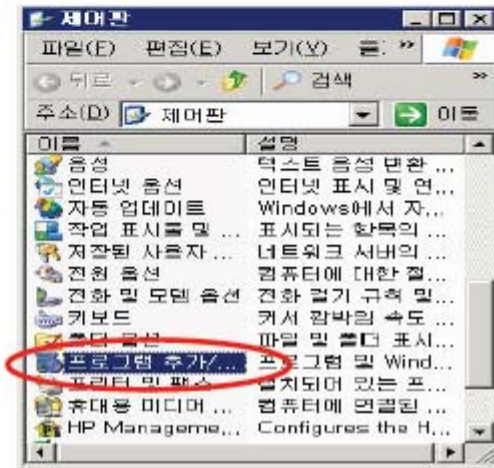 제어판
파일(F) 편집(E) 보기(V) 즐: »
뒤로 검색 »
주소(D) 제어판 이동
이름 설명
음성 텍스트 음성 변환 ...
인터넷 옵션 인터넷 표시 및 연...
자동 업데이트 Windows에서 자...
작업 표시줄 및 ... 표시되는 항목의 ...
저장된 사용자 ... 네트워크 서버의 ...
전원 옵션 컴퓨터에 대한 절...
전화 및 모뎀 옵션 전화 걸기 규칙 및...
키보드 커서 깜박임 속도 ...
폴더 옵션 파일 및 폴더 표시...
프로그램 추가/... 프로그램 및 Wind...
프린터 및 팩스 설치되어 있는 프...
휴대용 미디어 ... 컴퓨터에 연결된 ...
HP Manageme... Configures the H...